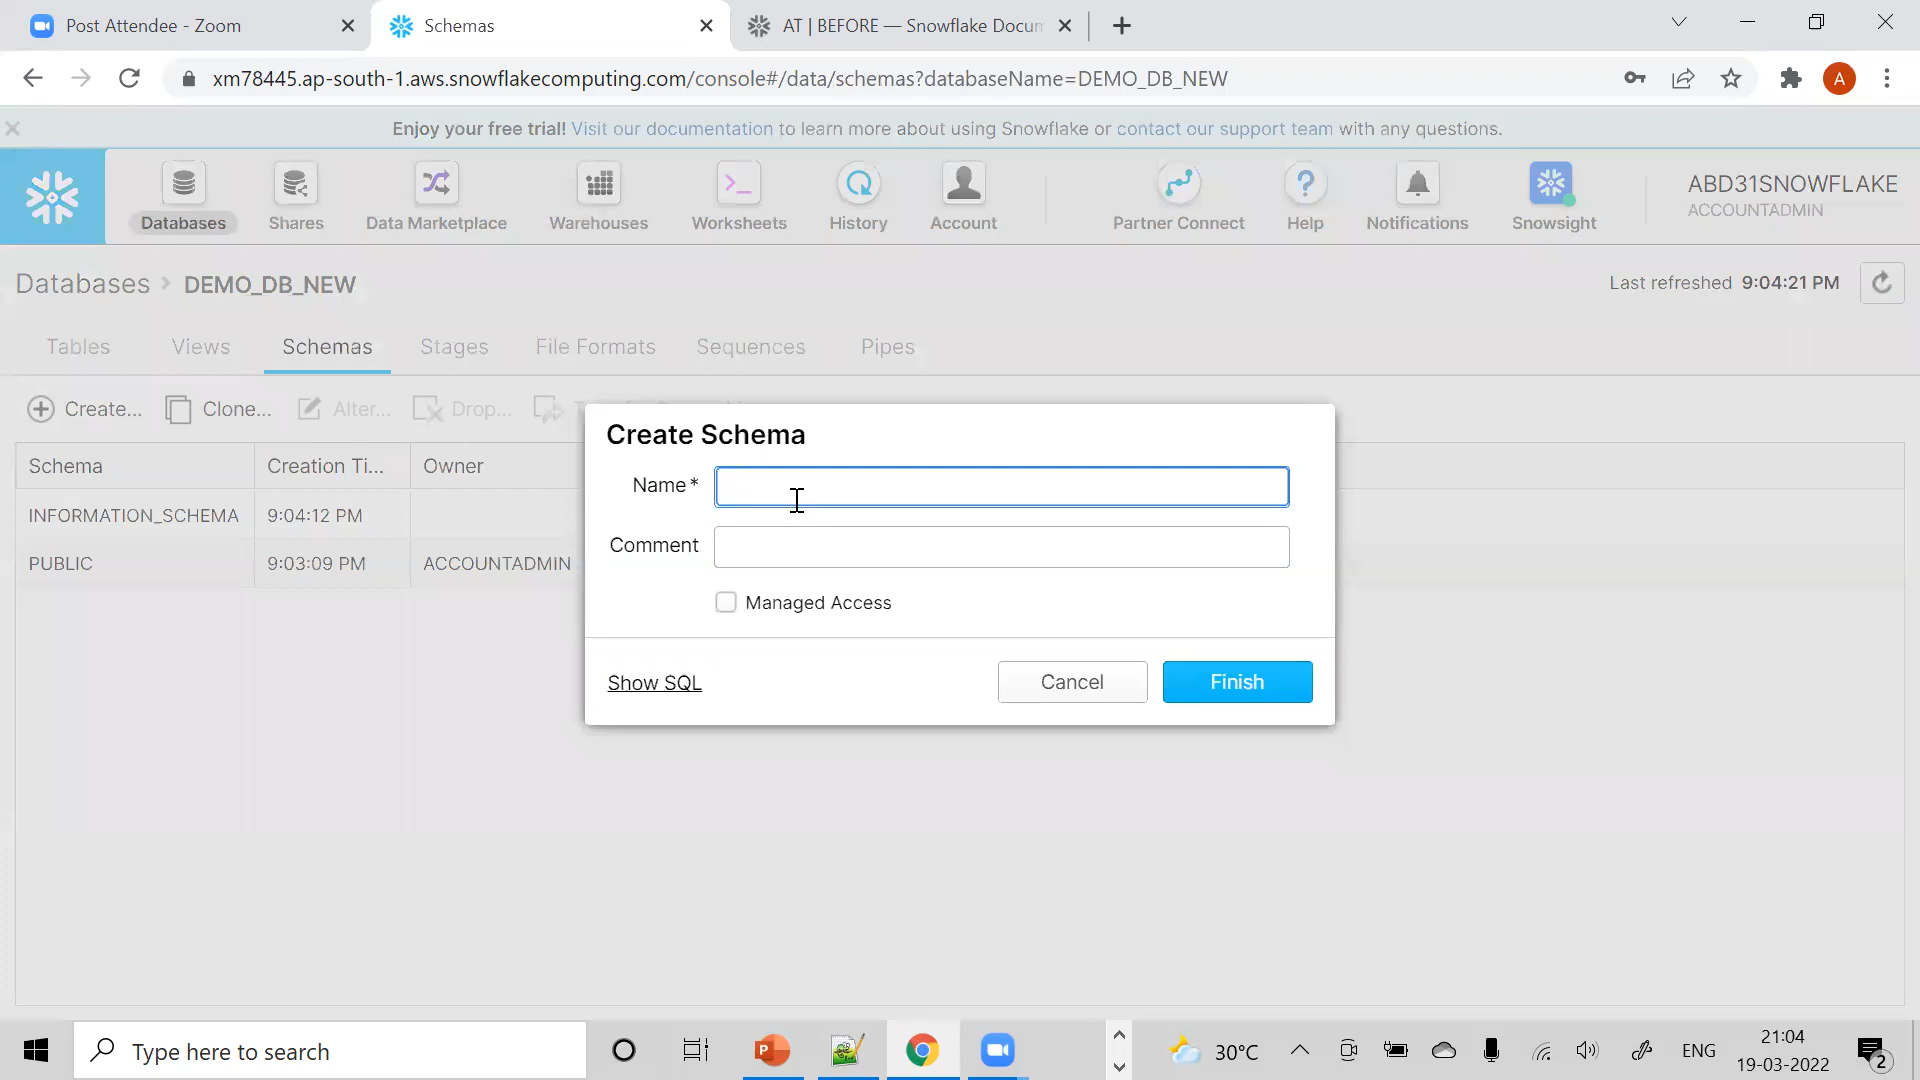 Post Attendee - Zoom
Schemas
AT | BEFORE — Snowflake Docum
xm78445.ap-south-1.aws.snowflakecomputing.com/console#/data/schemas?databaseName=DEMO_DB_NEW
A
Enjoy your free trial! Visit our documentation to learn more about using Snowflake or contact our support team with any questions.
Databases
Shares
Data Marketplace
Warehouses
Worksheets
History
Account
Partner Connect
Help
Notifications
Snowsight
ABD31SNOWFLAKE
ACCOUNTADMIN
Databases > DEMO_DB_NEW
Last refreshed 9:04:21 PM
Tables Views Schemas Stages File Formats Sequences Pipes
Create... Clone... Alter... Drop...
Schema Creation Ti... Owner
INFORMATION_SCHEMA 9:04:12 PM
PUBLIC 9:03:09 PM ACCOUNTADMIN
Create Schema
Name*
Comment
Managed Access
Show SQL
Cancel
Finish
Type here to search
30°C
ENG
21:04
19-03-2022
2